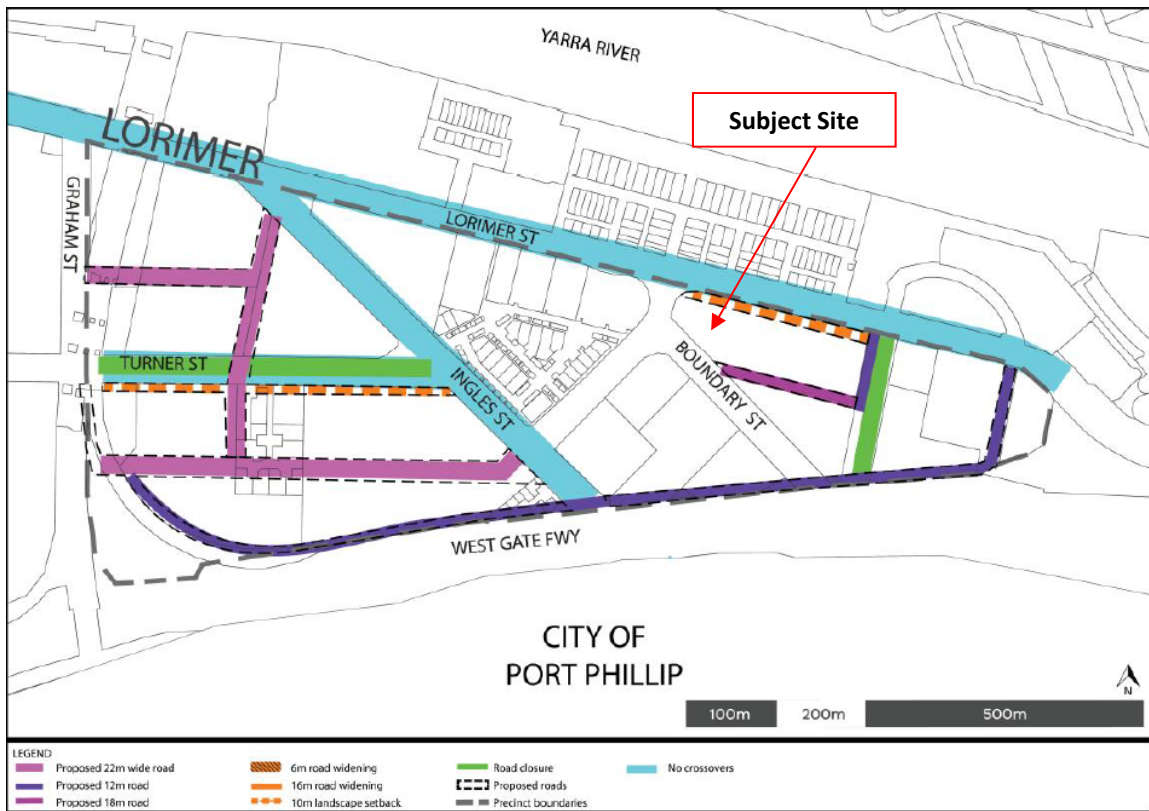 YARRA RIVER
Subject Site
LORIMER
GRAHAM ST
LORIMER ST
TURNER ST
INGLES ST
BOUNDARY ST
WEST GATE FWY
CITY OF
PORT PHILLIP
N
100m 200m 500m
LEGEND
Proposed 22m wide road 6m road widening Road closure No crossovers
Proposed 12m road 16m road widening Proposed roads
Proposed 18m road 10m landscape setback Precinct boundaries